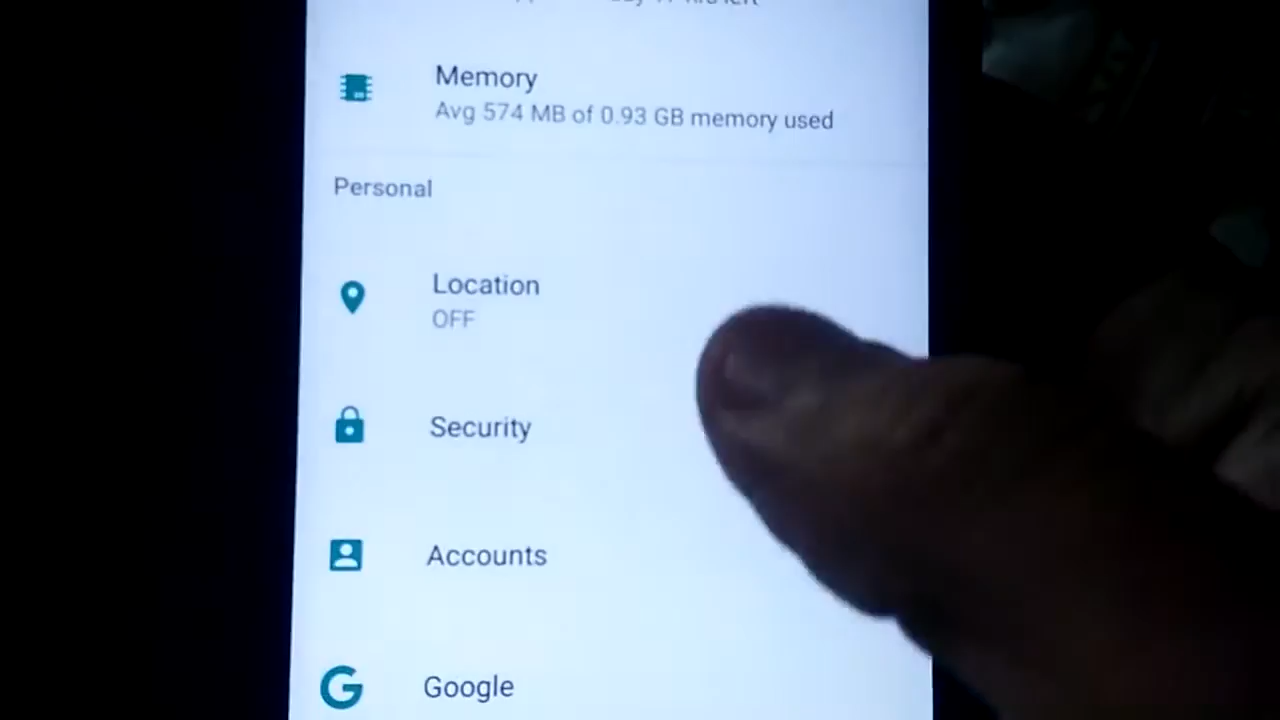 Memory
Avg 574 MB of 0.93 GB memory used
Personal
Location
OFF
Security
Accounts
Google